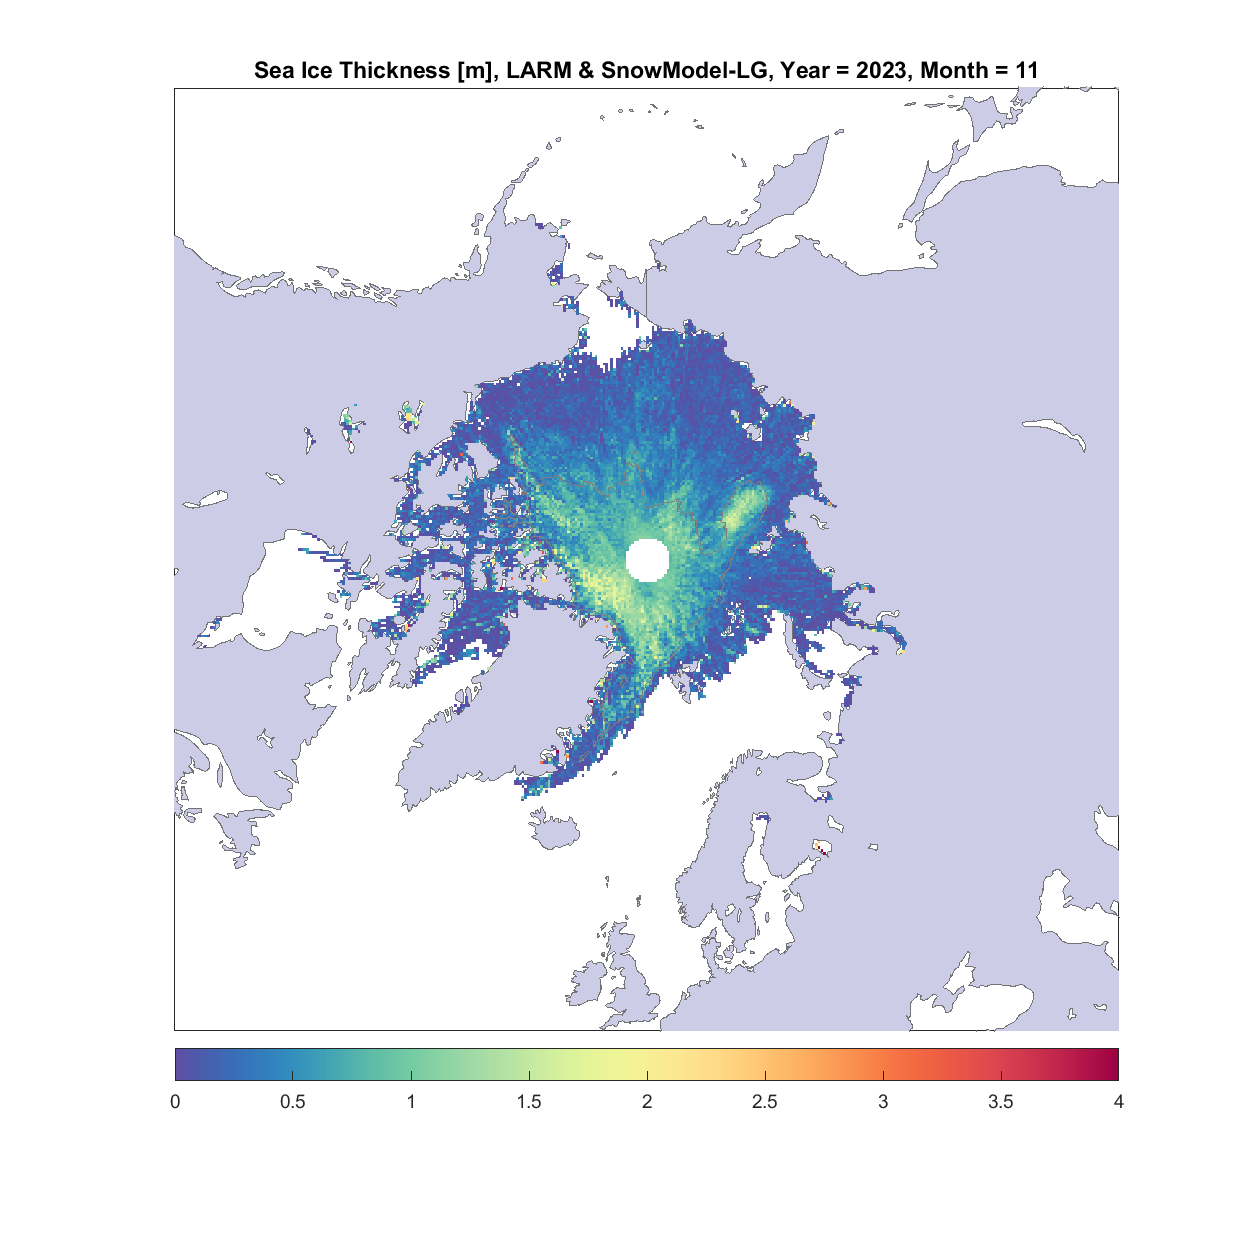 Sea Ice Thickness [m], LARM & SnowModel-LG, Year = 2023, Month = 11
0 0.5 1 1.5 2 2.5 3 3.5 4